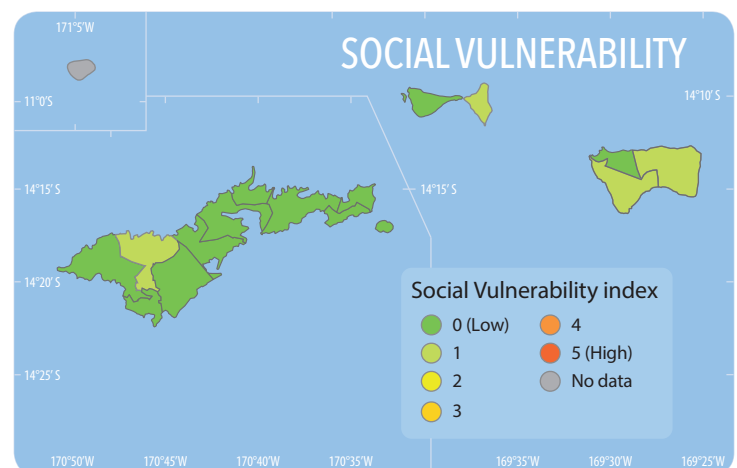 171°5'W
SOCIAL VULNERABILITY
11°0'S
14°10' S
14°15' S
14°15'S
14°20' S
14°25' S
Social Vulnerability index
0 (Low)
1
2
3
4
5 (High)
No data
170°50'W 170°45'W 170°40'W 170°35'W 169°35'W 169°30'W 169°25'W